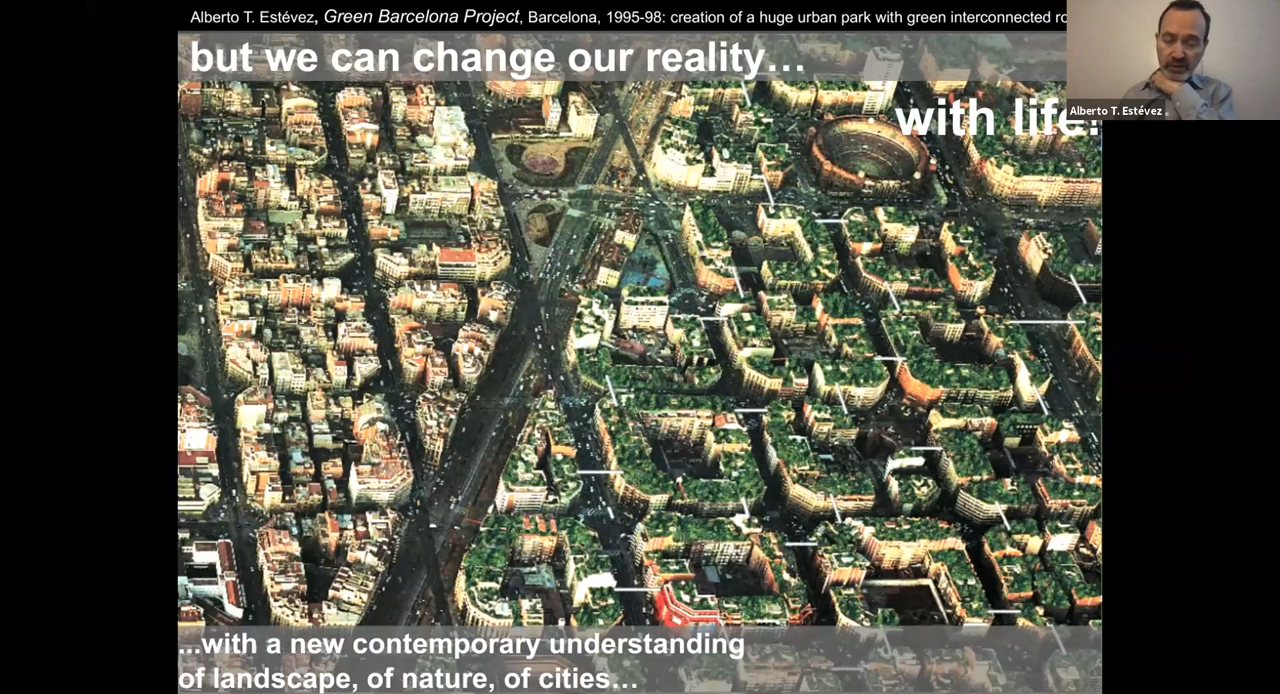 Alberto T. Estévez, Green Barcelona Project, Barcelona, 1995-98: creation of a huge urban park with green interconnected
but we can change our reality…
with life!
Alberto T. Estévez
...with a new contemporary understanding
of landscape, of nature, of cities…